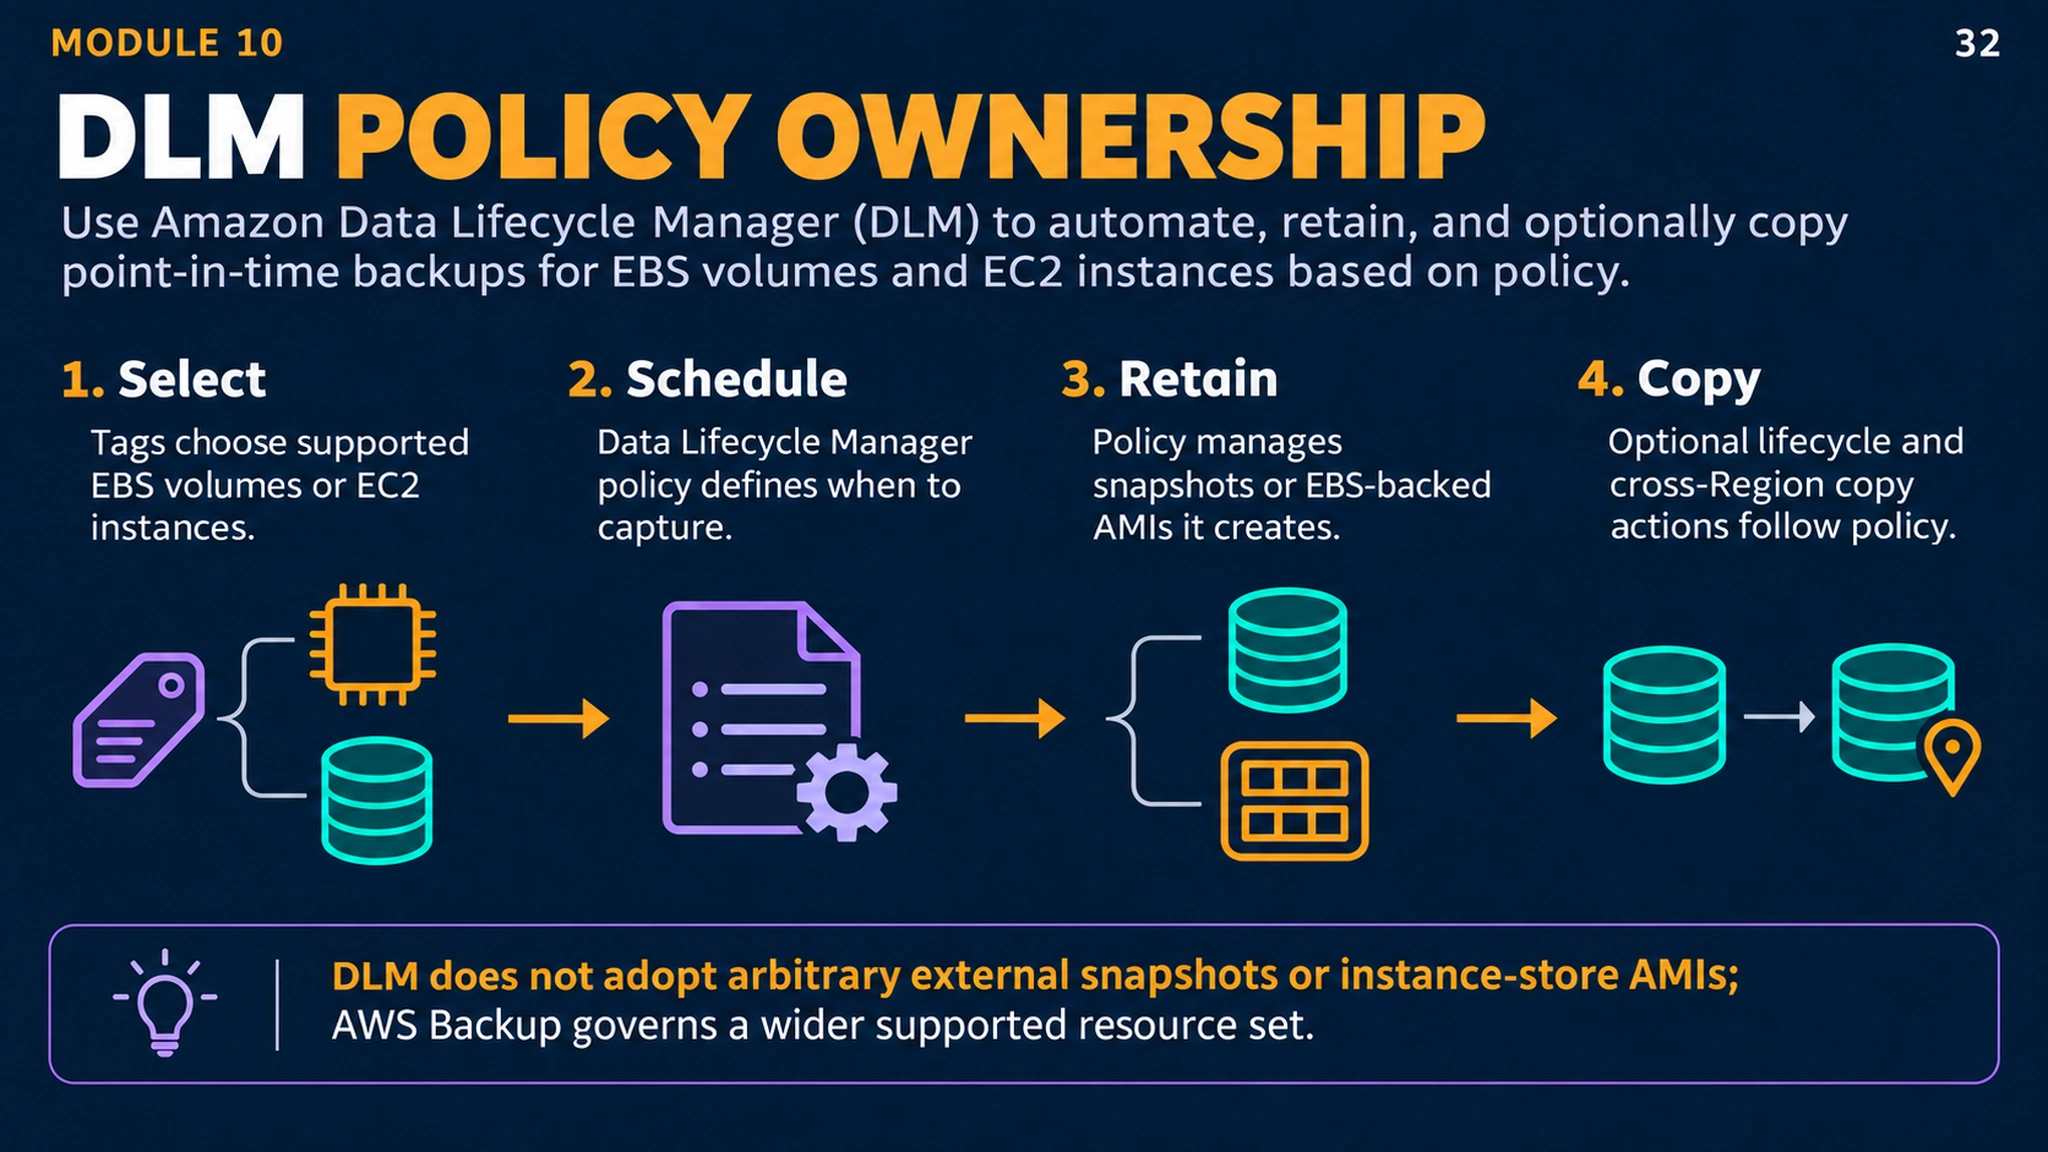 MODULE 10
32
DLM POLICY OWNERSHIP
Use Amazon Data Lifecycle Manager (DLM) to automate, retain, and optionally copy
point-in-time backups for EBS volumes and EC2 instances based on policy.
1. Select
Tags choose supported
EBS volumes or EC2
instances.
2. Schedule
Data Lifecycle Manager
policy defines when to
capture.
3. Retain
Policy manages
snapshots or EBS-backed
AMIs it creates.
4. Copy
Optional lifecycle and
cross-Region copy
actions follow policy.
DLM does not adopt arbitrary external snapshots or instance-store AMIs;
AWS Backup governs a wider supported resource set.